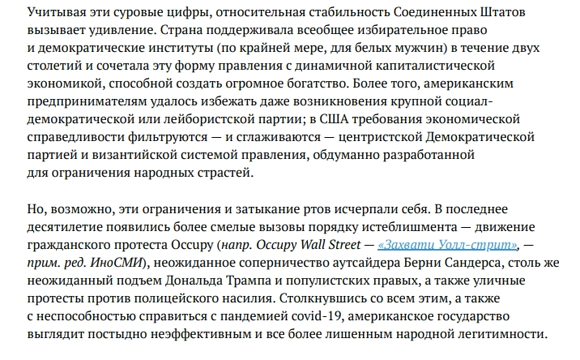 Учитывая эти суровые цифры, относительная стабильность Соединенных Штатов
вызывает удивление. Страна поддерживала всеобщее избирательное право
и демократические институты (по крайней мере, для белых мужчин) в течение двух
столетий и сочетала эту форму правления с динамичной капиталистической
экономикой, способной создать огромное богатство. Более того, американским
предпринимателям удалось избежать даже возникновения крупной социал-
демократической или лейбористской партии; в США требования экономической
справедливости фильтруются — и сглаживаются — центристской Демократической
партией и византийской системой правления, обдуманно разработанной
для ограничения народных страстей.
Но, возможно, эти ограничения и затыкание ртов исчерпали себя. В последнее
десятилетие появились более смелые вызовы порядку истеблишмента — движение
гражданского протеста Occupy (напр. Occupy Wall Street — «Захвати Уолл-стрит», —
прим. ред. ИноСМИ), неожиданное соперничество аутсайдера Берни Сандерса, столь же
неожиданный подъем Дональда Трампа и популистских правых, а также уличные
протесты против полицейского насилия. Столкнувшись со всем этим, а также
с неспособностью справиться с пандемией covid-19, американское государство
выглядит постыдно неэффективным и все более лишенным народной легитимности.